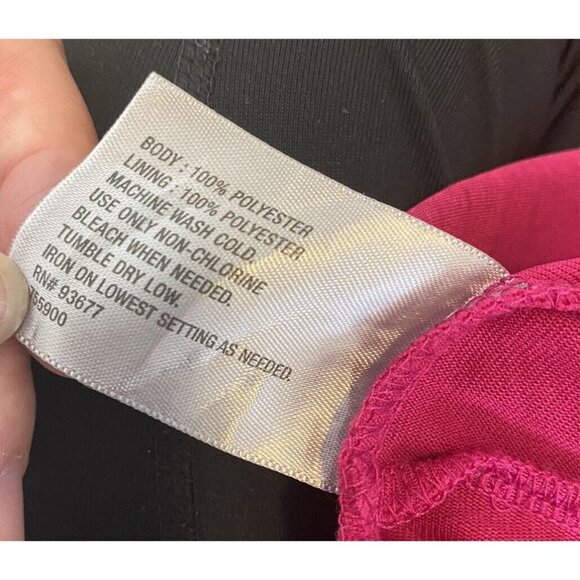 BODY : 100% POLYESTER
LINING : 100% POLYESTER
MACHINE WASH COLD.
USE ONLY NON-CHLORINE
BLEACH WHEN NEEDED.
TUMBLE DRY LOW.
IRON ON LOWEST SETTING AS NEEDED.
RN# 93677